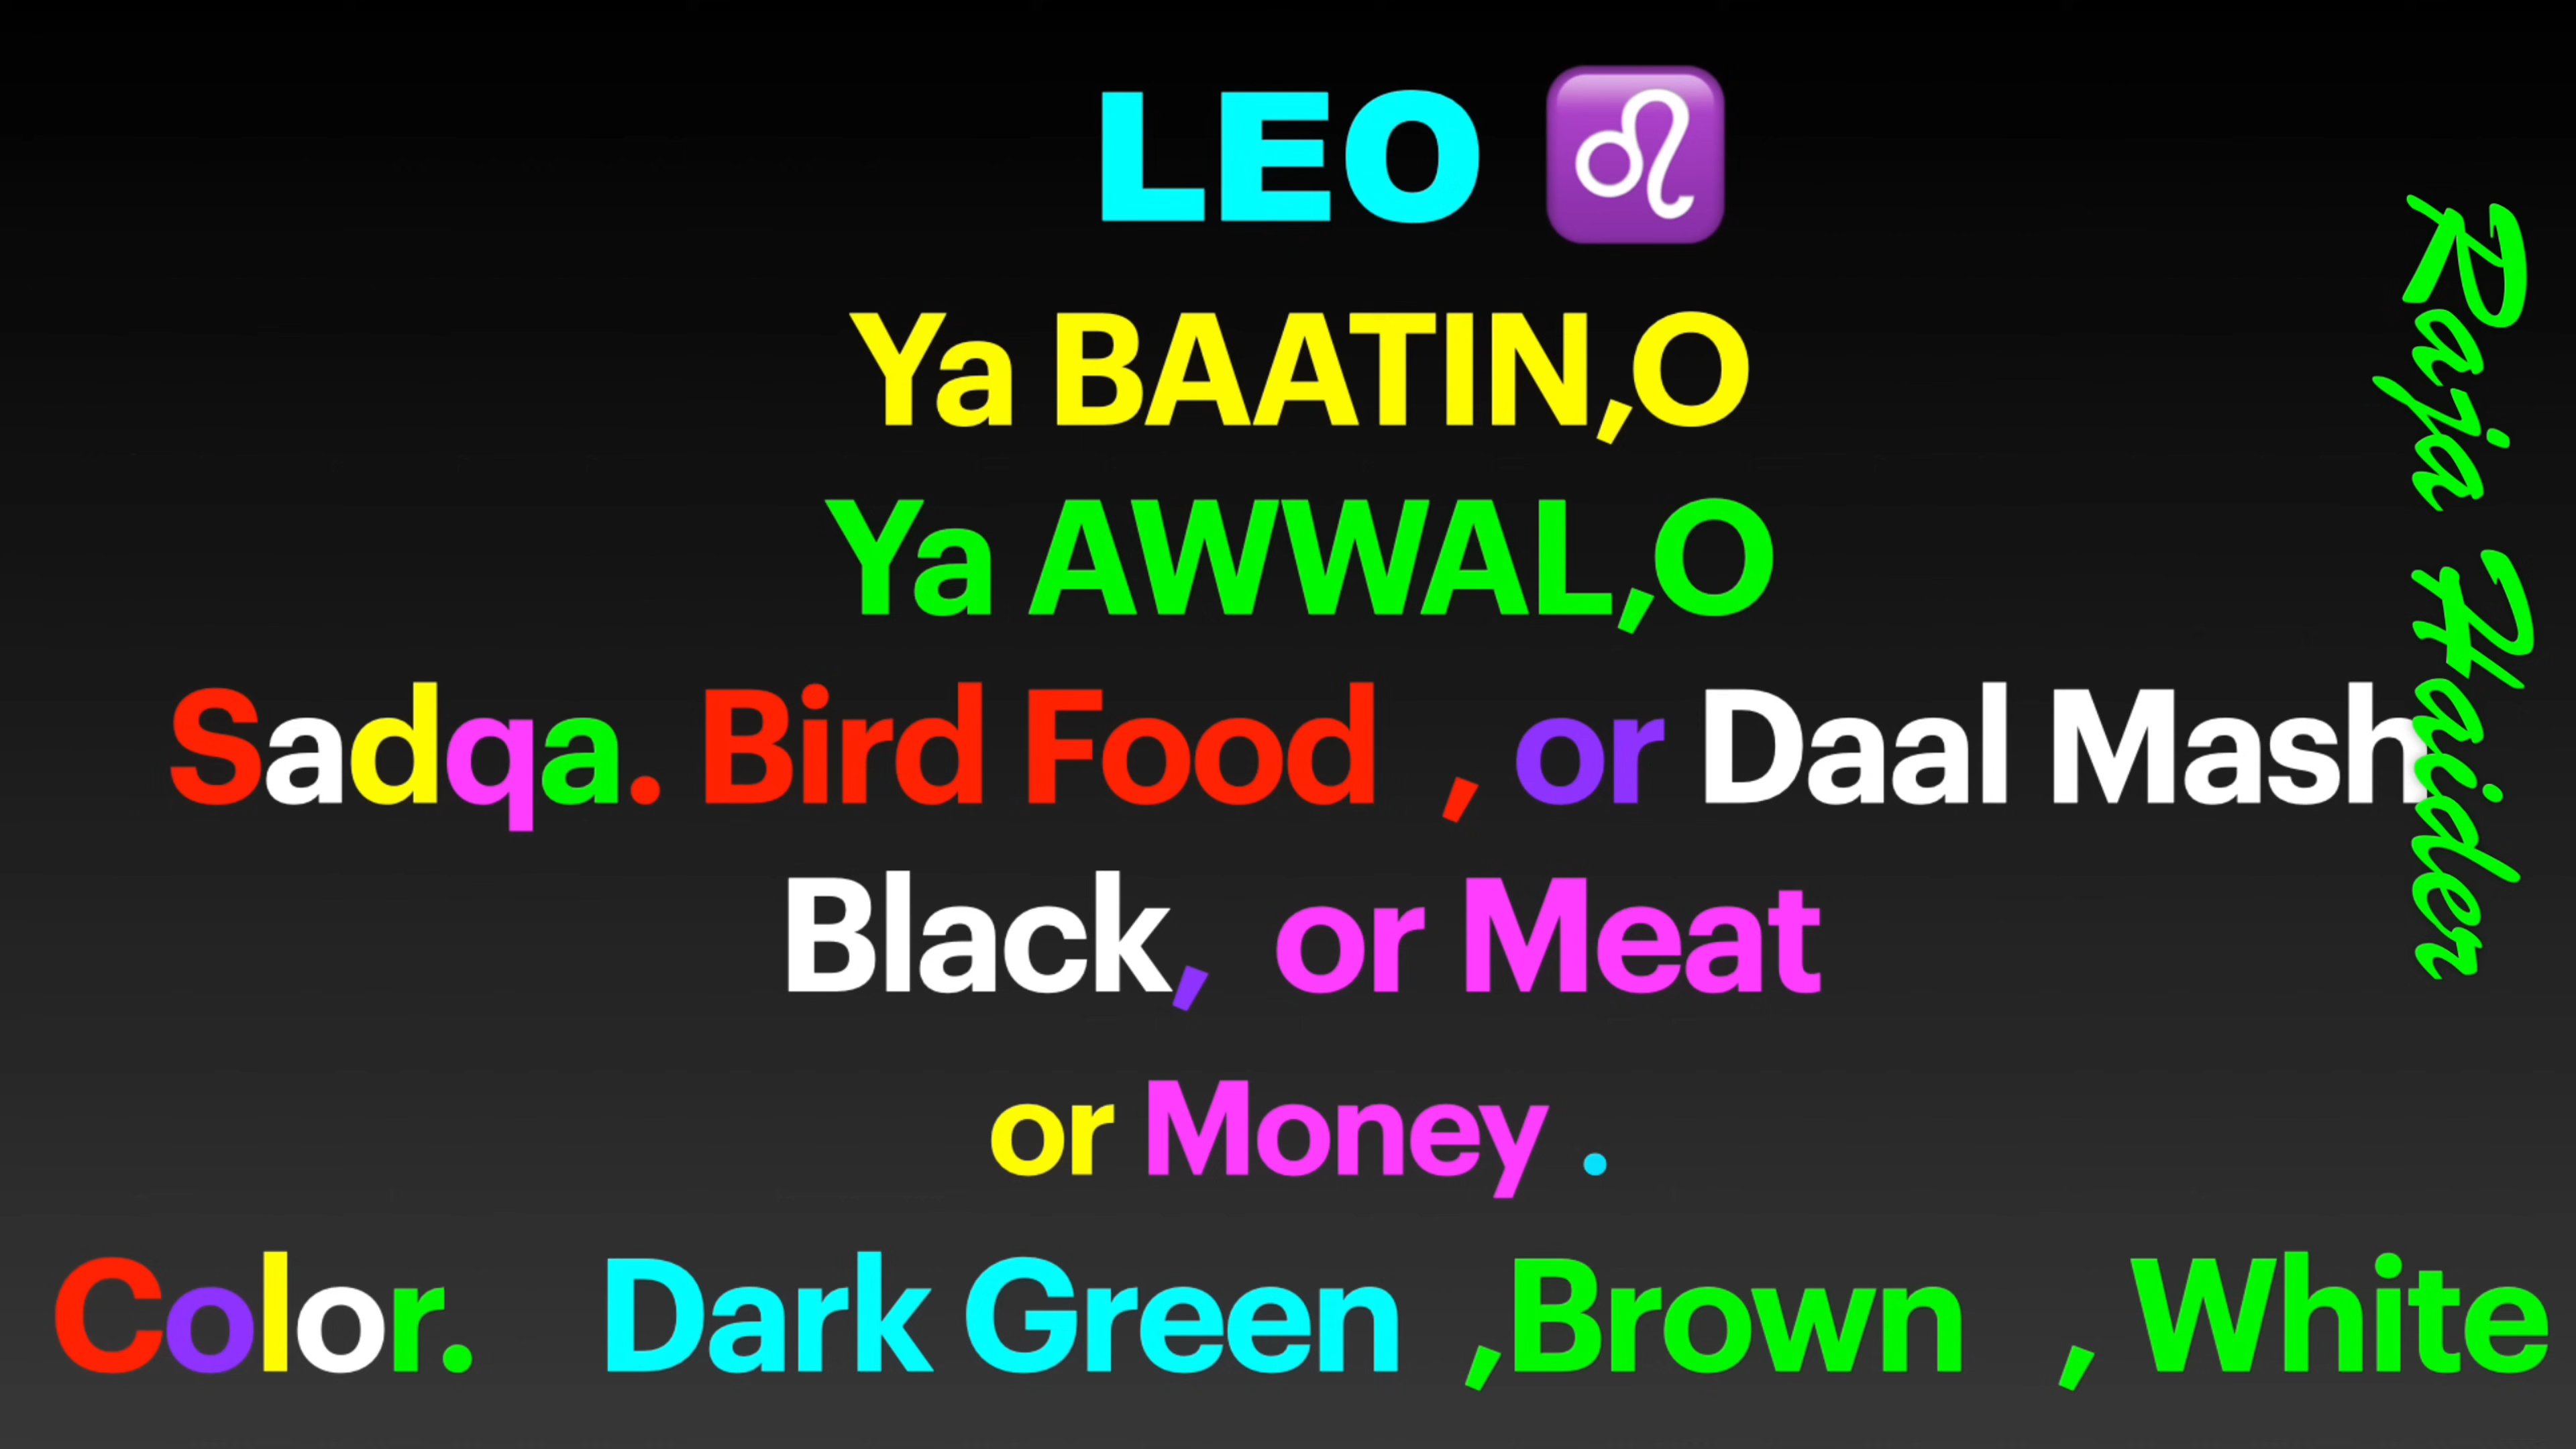 LEO ♌
Ya BAATIN,O
Ya AWWAL,O
Sadqa. Bird Food , or Daal Mash
Black, or Meat
or Money .
Color. Dark Green ,Brown , White
Raja Haider